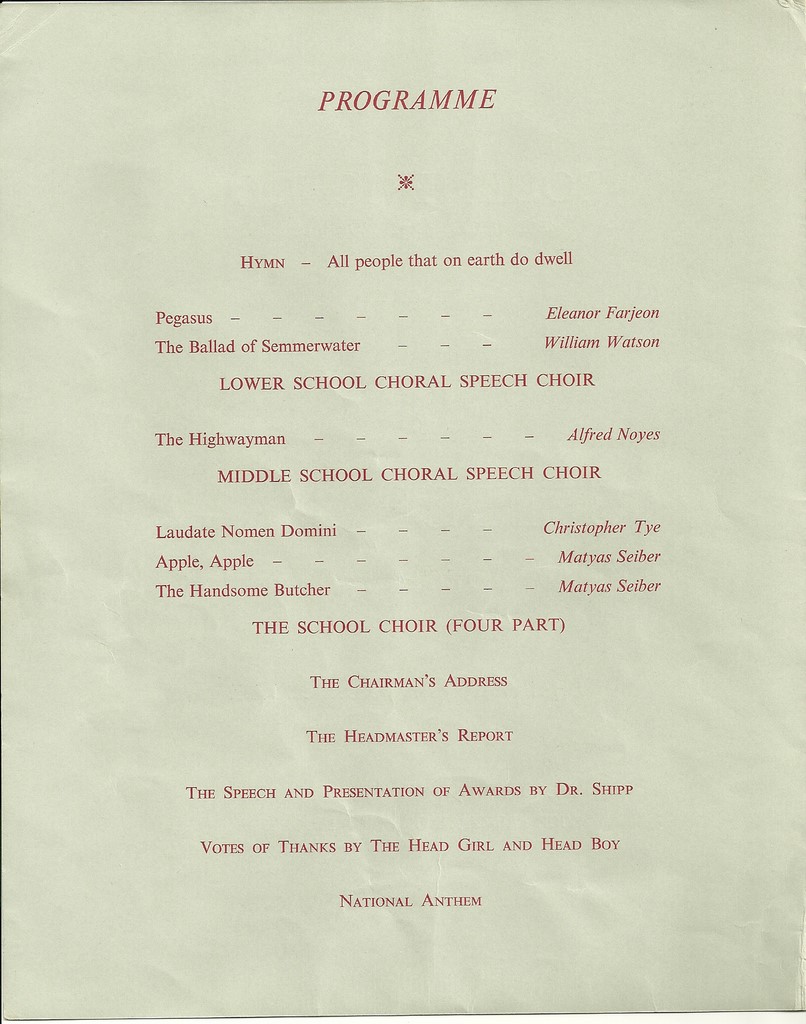 PROGRAMME
HYMN – All people that on earth do dwell
Pegasus – – – – – – – Eleanor Farjeon
The Ballad of Semmerwater – – – William Watson
LOWER SCHOOL CHORAL SPEECH CHOIR
The Highwayman – – – – – – Alfred Noyes
MIDDLE SCHOOL CHORAL SPEECH CHOIR
Laudate Nomen Domini – – – – Christopher Tye
Apple, Apple – – – – – – – Matyas Seiber
The Handsome Butcher – – – – – Matyas Seiber
THE SCHOOL CHOIR (FOUR PART)
THE CHAIRMAN'S ADDRESS
THE HEADMASTER'S REPORT
THE SPEECH AND PRESENTATION OF AWARDS BY DR. SHIPP
VOTES OF THANKS BY THE HEAD GIRL AND HEAD BOY
NATIONAL ANTHEM